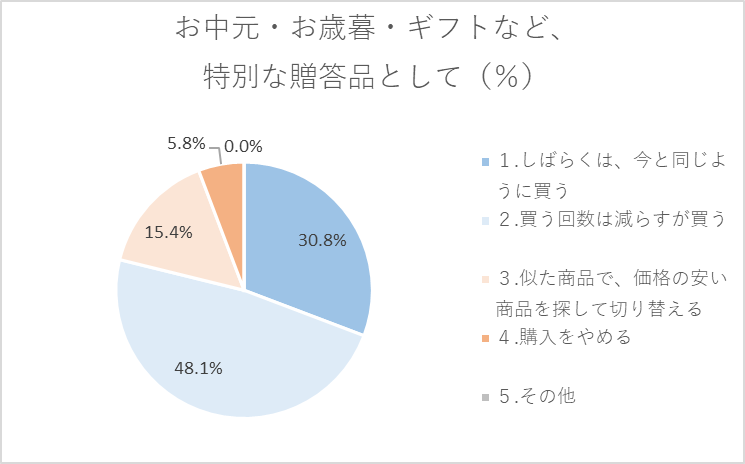 お中元・お歳暮・ギフトなど、
特別な贈答品として（％）
5.8%
0.0%
30.8%
15.4%
48.1%
１.しばらくは、今と同じよ
うに買う
２.買う回数は減らすが買う
３.似た商品で、価格の安い
商品を探して切り替える
４.購入をやめる
５.その他